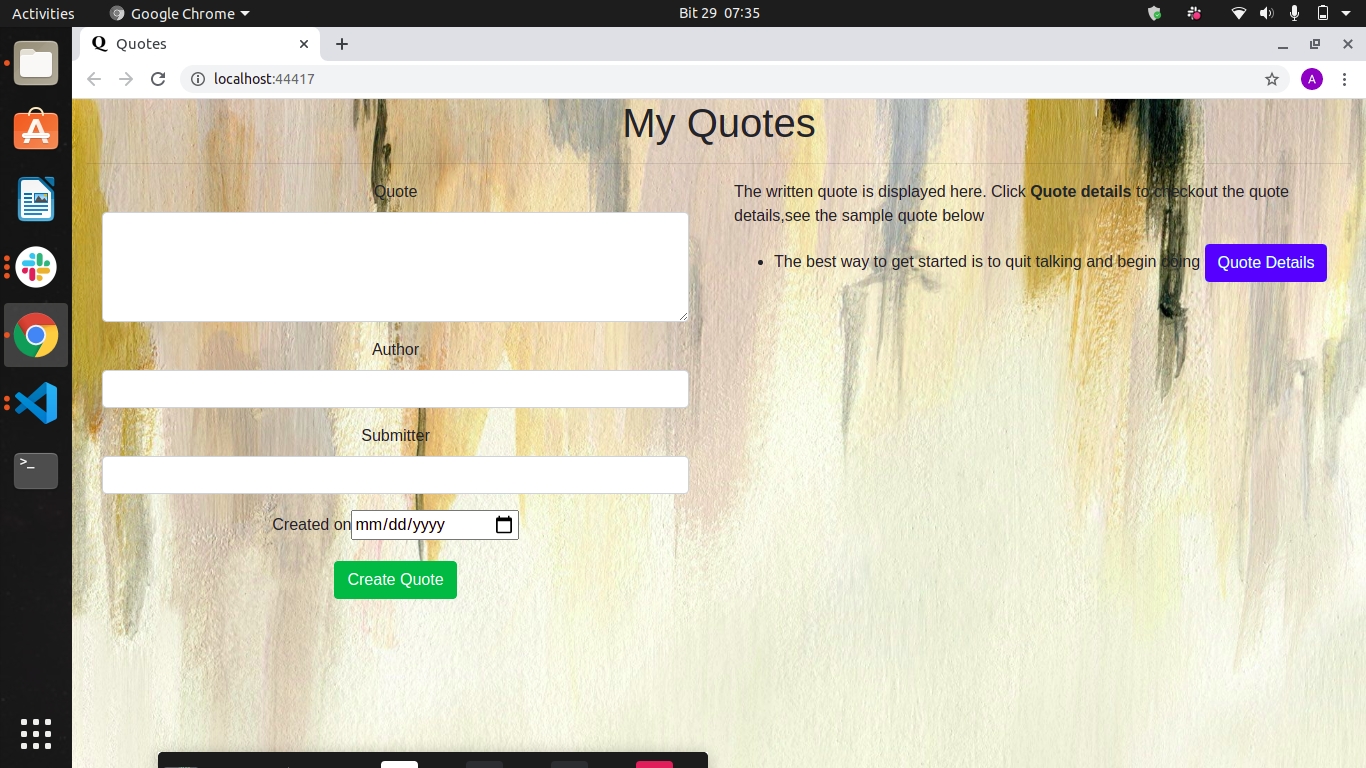 Activities
Google Chrome
Bit 29 07:35
Q Quotes
localhost:44417
A
My Quotes
Quote
The written quote is displayed here. Click Quote details to checkout the quote
details,see the sample quote below
The best way to get started is to quit talking and begin doing
Quote Details
Author
Submitter
Created on mm/dd/yyyy
Create Quote